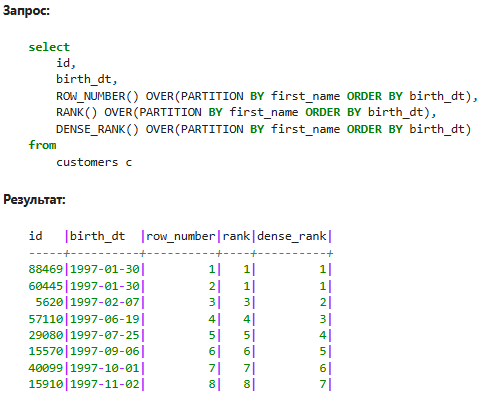 Запрос:
select
    id,
    birth_dt,
    ROW_NUMBER() OVER(PARTITION BY first_name ORDER BY birth_dt),
    RANK() OVER(PARTITION BY first_name ORDER BY birth_dt),
    DENSE_RANK() OVER(PARTITION BY first_name ORDER BY birth_dt)
from
    customers c
Результат:
id   |birth_dt  |row_number|rank|dense_rank|
-----+----------+----------+----+----------+
88469|1997-01-30|         1|   1|         1|
60445|1997-01-30|         2|   1|         1|
 5620|1997-02-07|         3|   3|         2|
57110|1997-06-19|         4|   4|         3|
29080|1997-07-25|         5|   5|         4|
15570|1997-09-06|         6|   6|         5|
40099|1997-10-01|         7|   7|         6|
15910|1997-11-02|         8|   8|         7|